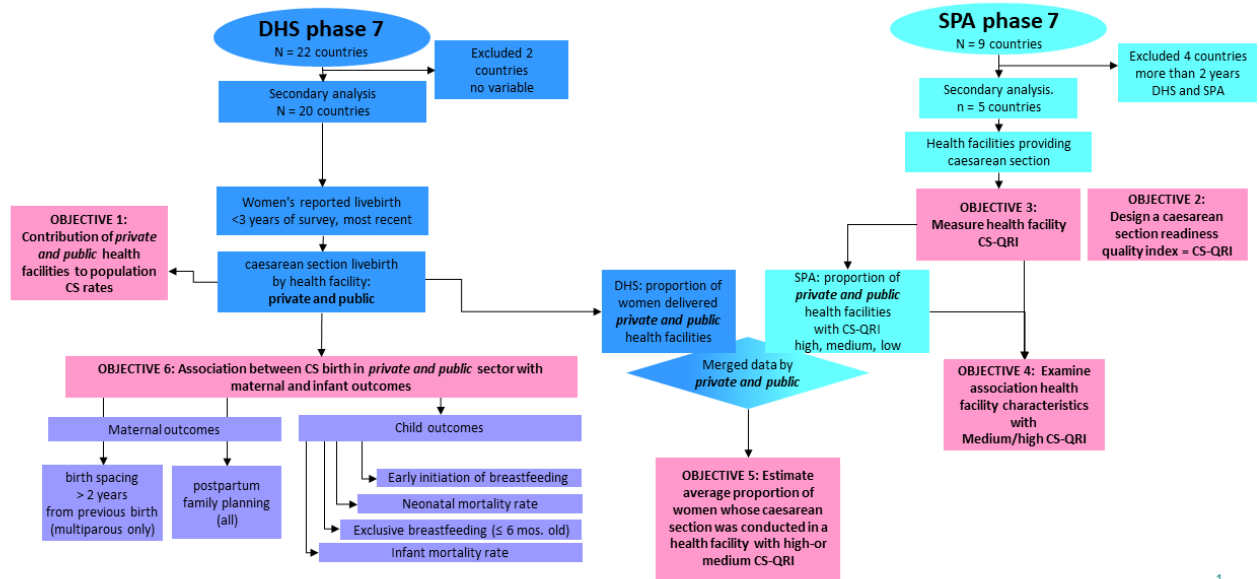 DHS phase 7
N = 22 countries
Excluded 2
countries
no variable
Secondary analysis
N = 20 countries
Women's reported livebirth
<3 years of survey, most recent
OBJECTIVE 1:
Contribution of private
and public health
facilities to population
CS rates
caesarean section livebirth
by health facility:
private and public
DHS: proportion of
women delivered
private and public
health facilities
OBJECTIVE 6: Association between CS birth in private and public sector with
maternal and infant outcomes
Maternal outcomes
birth spacing
> 2 years
from previous birth
(multiparous only)
postpartum
family planning
(all)
Child outcomes
Early initiation of breastfeeding
Neonatal mortality rate
Exclusive breastfeeding (≤ 6 mos. old)
Infant mortality rate
SPA phase 7
N = 9 countries
Excluded 4 countries
more than 2 years
DHS and SPA
Secondary analysis.
n = 5 countries
Health facilities providing
caesarean section
OBJECTIVE 3:
Measure health facility
CS-QRI
OBJECTIVE 2:
Design a caesarean
section readiness
quality index = CS-QRI
SPA: proportion of
private and public
health facilities
with CS-QRI
high, medium, low
Merged data by
private and public
OBJECTIVE 4: Examine
association health
facility characteristics
with
Medium/high CS-QRI
OBJECTIVE 5: Estimate
average proportion of
women whose caesarean
section was conducted in a
health facility with high-or
medium CS-QRI
1